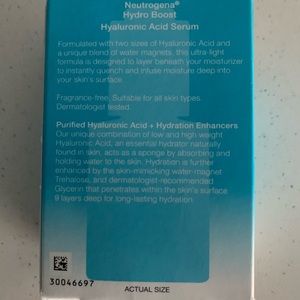 Neutrogena®
Hydro Boost
Hyaluronic Acid Serum
Formulated with two sizes of Hyaluronic Acid and
a unique blend of water magnets, this ultra-light
formula is designed to layer beneath your moisturizer
to instantly quench and infuse moisture deep into
your skin's surface.
Fragrance-free. Suitable for all skin types.
Dermatologist tested.
Purified Hyaluronic Acid + Hydration Enhancers
Our unique combination of low and high weight
Hyaluronic Acid, an essential hydrator naturally
found in skin, acts as a sponge by absorbing and
holding water to the skin. Hydration is further
enhanced by the skin-mimicking water-magnet
Trehalose, and dermatologist-recommended
Glycerin that penetrates within the skin's surface
9 layers deep for long-lasting hydration.
30046697
ACTUAL SIZE